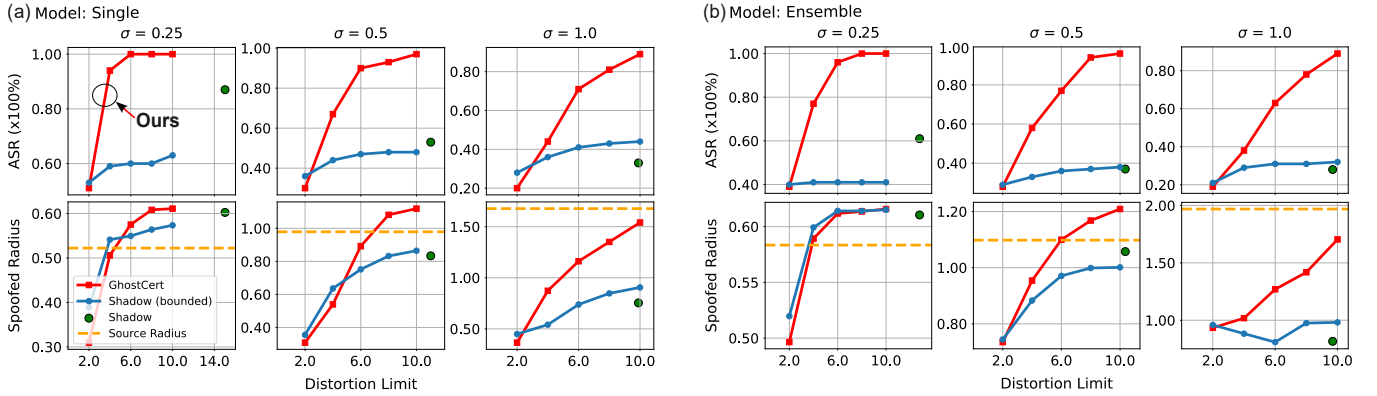 (a) Model: Single
σ = 0.25
σ = 0.5
σ = 1.0
ASR (x100%)
1.00
0.80
0.60
1.00
0.80
0.60
0.40
0.80
0.60
0.40
0.20
Ours
Spoofed Radius
0.60
0.50
0.40
0.30
1.00
0.80
0.60
0.40
1.50
1.00
0.50
GhostCert
Shadow (bounded)
Shadow
Source Radius
2.0 6.0 10.0 14.0
2.0 6.0 10.0
2.0 6.0 10.0
Distortion Limit
(b) Model: Ensemble
σ = 0.25
σ = 0.5
σ = 1.0
ASR (x100%)
1.00
0.80
0.60
0.40
1.00
0.80
0.60
0.40
1.00
0.80
0.60
0.40
0.20
Spoofed Radius
0.60
0.55
0.50
1.20
1.00
0.80
2.00
1.50
1.00
2.0 6.0 10.0
2.0 6.0 10.0
2.0 6.0 10.0
Distortion Limit